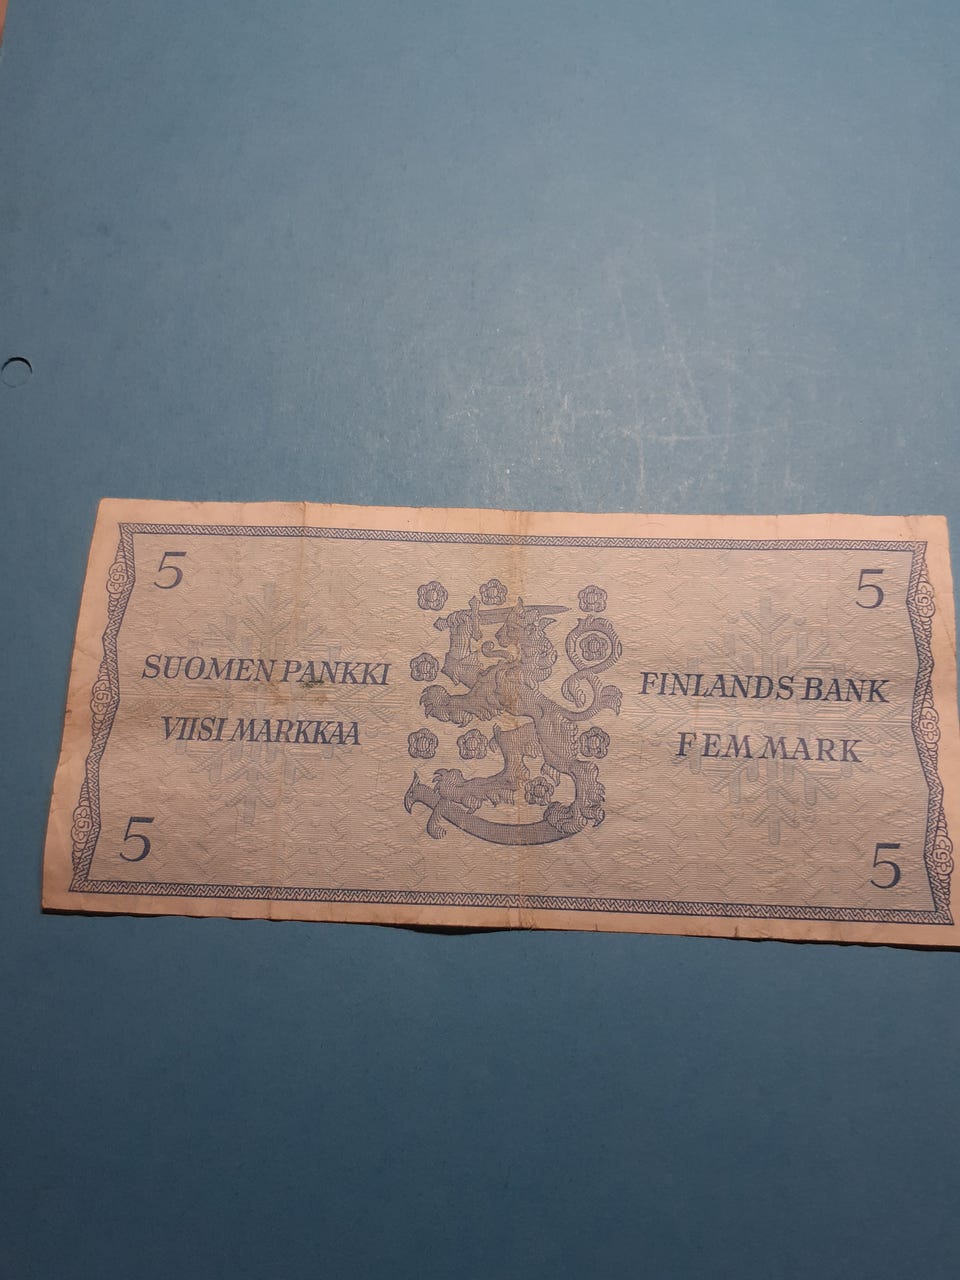 5 5
SUOMEN PANKKI FINLANDS BANK
VIISI MARKKAA FEM MARK
5 5